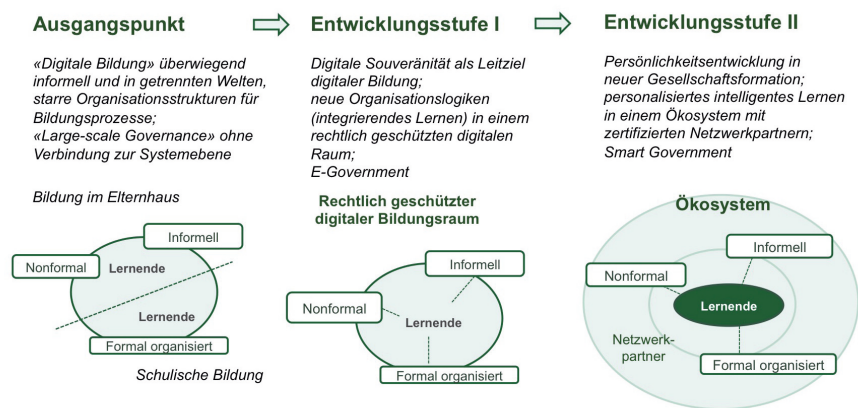 Ausgangspunkt
«Digitale Bildung» überwiegend
informell und in getrennten Welten,
starre Organisationsstrukturen für
Bildungsprozesse;
«Large-scale Governance» ohne
Verbindung zur Systemebene
Bildung im Elternhaus
Informell
Nonformal
Lernende
Lernende
Formal organisiert
Schulische Bildung
Entwicklungsstufe I
Digitale Souveränität als Leitziel
digitaler Bildung;
neue Organisationslogiken
(integrierendes Lernen) in einem
rechtlich geschützten digitalen
Raum;
E-Government
Rechtlich geschützter
digitaler Bildungsraum
Informell
Nonformal
Lernende
Formal organisiert
Entwicklungsstufe II
Persönlichkeitsentwicklung in
neuer Gesellschaftsformation;
personalisiertes intelligentes Lernen
in einem Ökosystem mit
zertifizierten Netzwerkpartnern;
Smart Government
Ökosystem
Informell
Nonformal
Lernende
Netzwerk-
partner
Formal organisiert